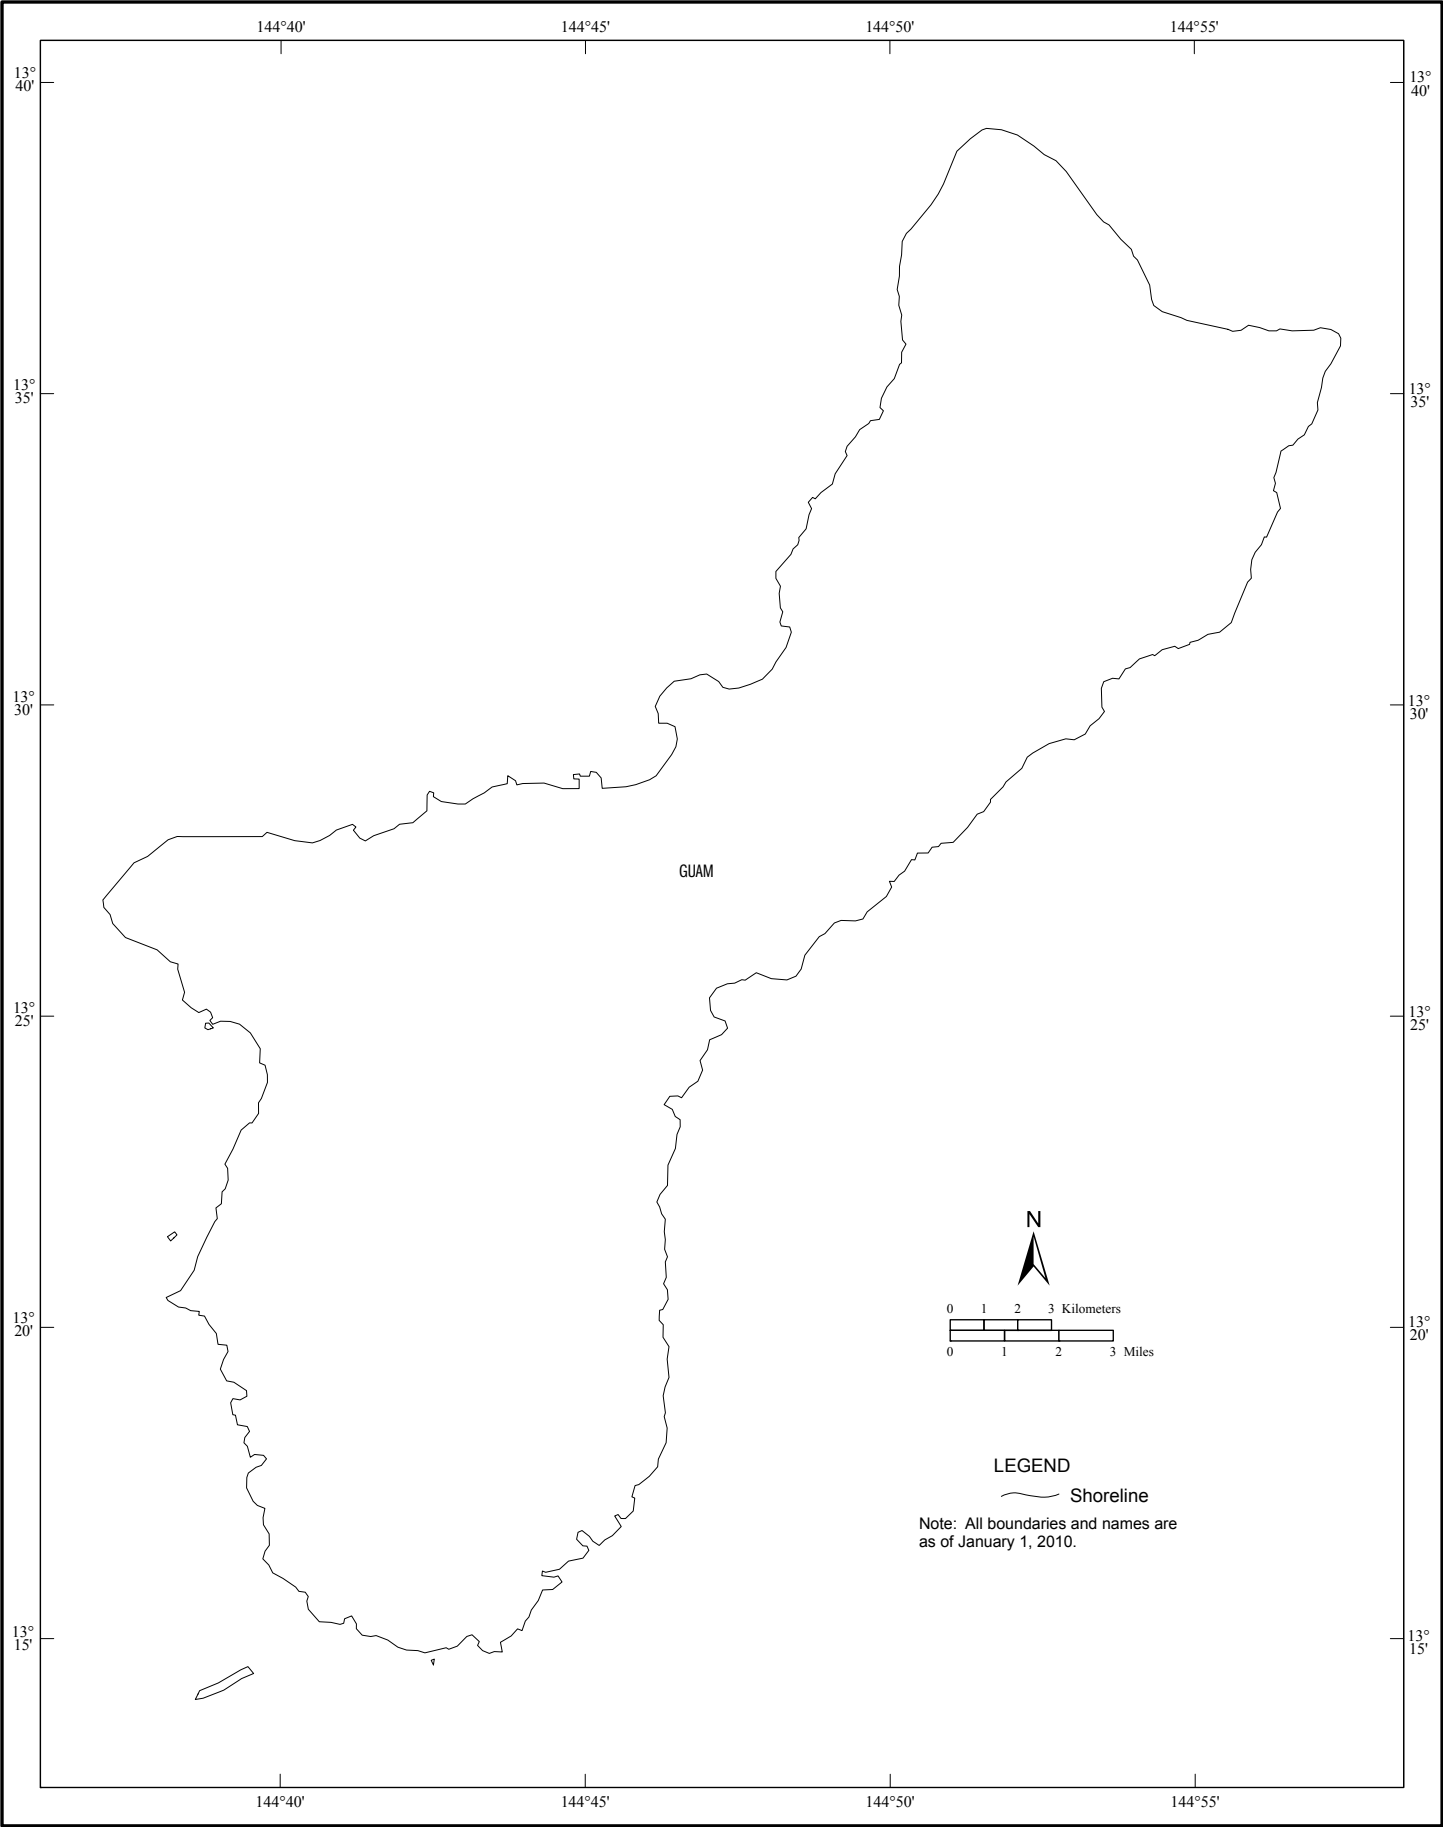 144°40' 144°45' 144°50' 144°55'
13° 40'
13° 40'
13° 35'
13° 35'
13° 30'
13° 30'
GUAM
13° 25'
13° 25'
N
0 1 2 3 Kilometers
13° 20'
13° 20'
0 1 2 3 Miles
LEGEND
Shoreline
Note: All boundaries and names are
as of January 1, 2010.
13° 15'
13° 15'
144°40' 144°45' 144°50' 144°55'